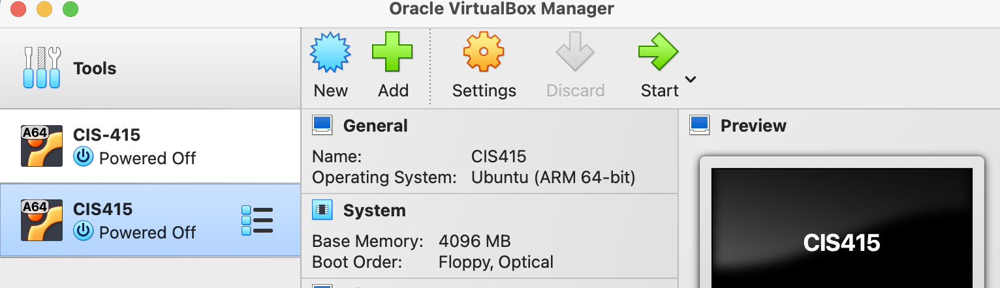 Oracle VirtualBox Manager
Tools
New
Add
Settings
Discard
Start
A64
CIS-415
Powered Off
A64
CIS415
Powered Off
General
Name: CIS415
Operating System: Ubuntu (ARM 64-bit)
System
Base Memory: 4096 MB
Boot Order: Floppy, Optical
Preview
CIS415